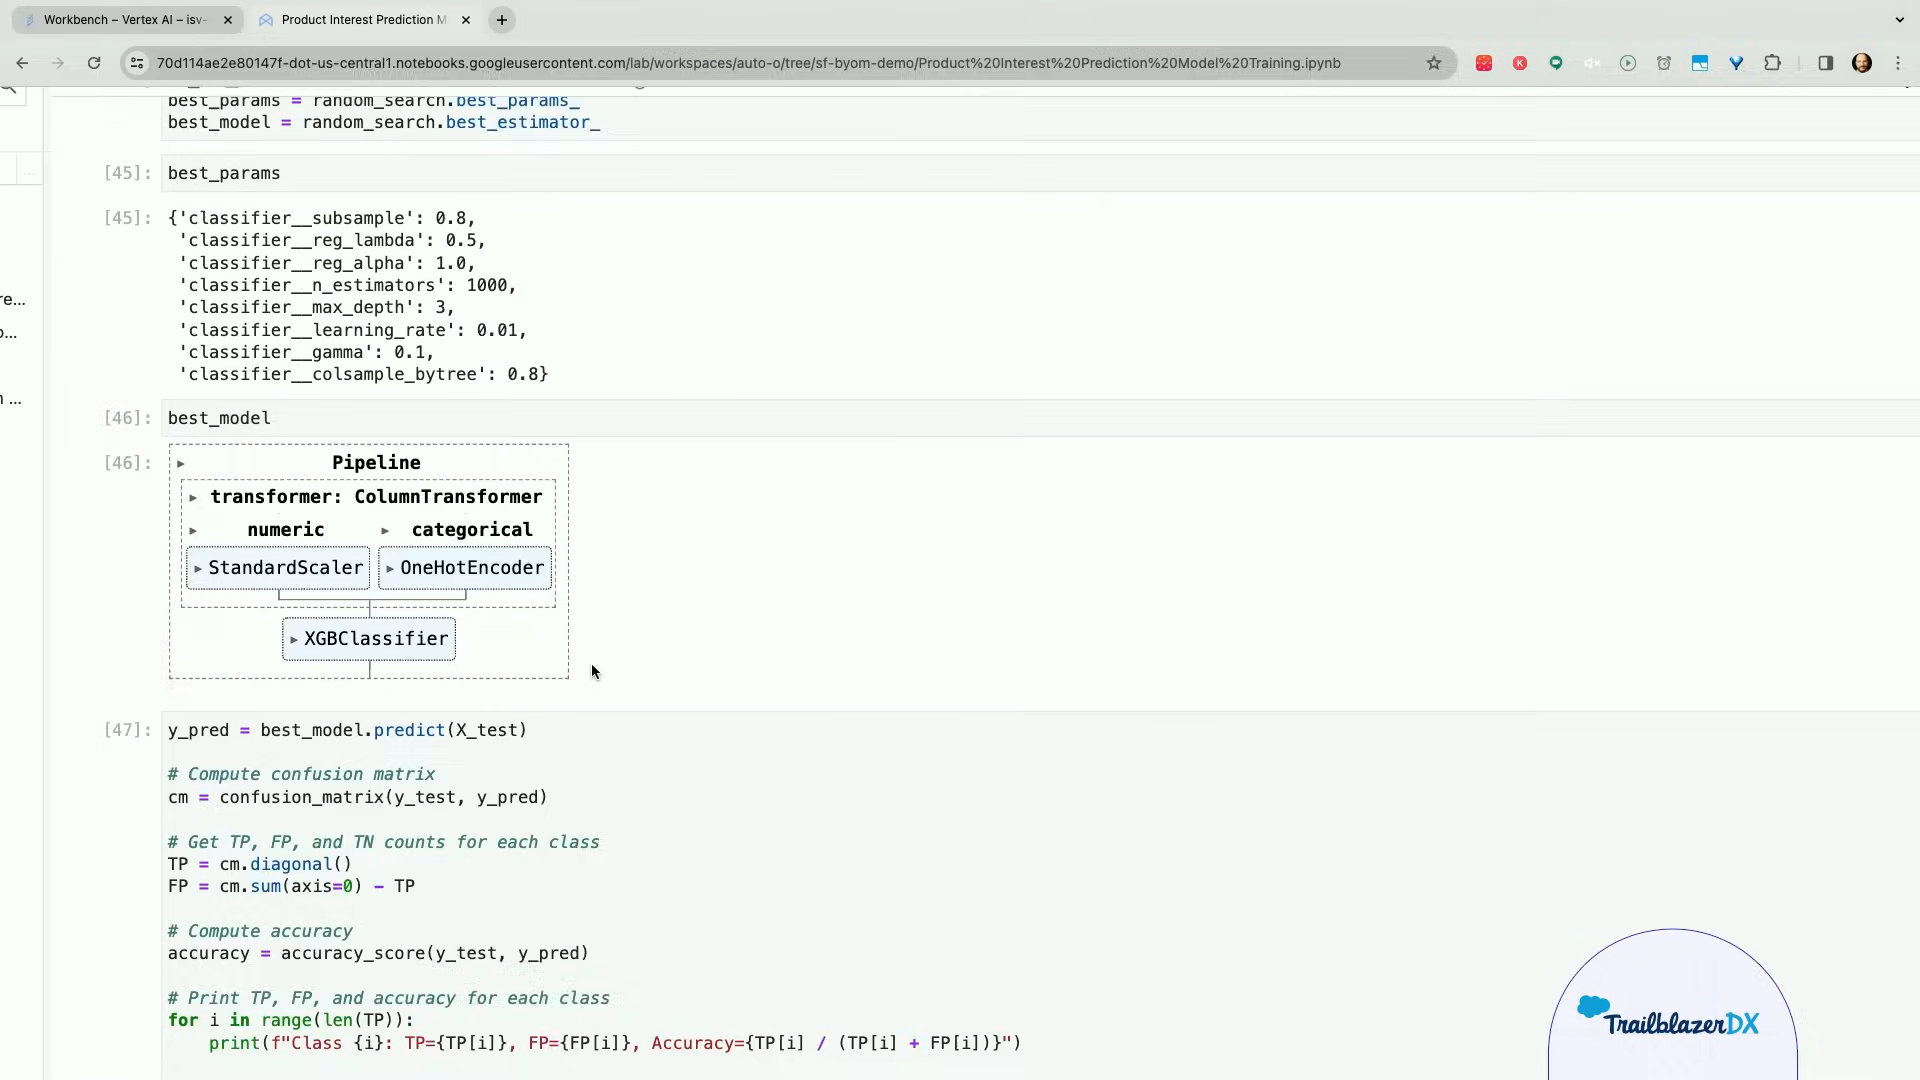 Workbench – Vertex AI – isv-
Product Interest Prediction M
70d114ae2e80147f-dot-us-central1.notebooks.googleusercontent.com/lab/workspaces/auto-o/tree/sf-byom-demo/Product%20Interest%20Prediction%20Model%20Training.ipynb
best_params = random_search.best_params_
best_model = random_search.best_estimator_
[45]: best_params
[45]: {'classifier__subsample': 0.8,
'classifier__reg_lambda': 0.5,
'classifier__reg_alpha': 1.0,
'classifier__n_estimators': 1000,
'classifier__max_depth': 3,
'classifier__learning_rate': 0.01,
'classifier__gamma': 0.1,
'classifier__colsample_bytree': 0.8}
re...
o...
n ...
[46]: best_model
[46]: Pipeline
transformer: ColumnTransformer
numeric categorical
StandardScaler OneHotEncoder
XGBClassifier
[47]: y_pred = best_model.predict(X_test)
# Compute confusion matrix
cm = confusion_matrix(y_test, y_pred)
# Get TP, FP, and TN counts for each class
TP = cm.diagonal()
FP = cm.sum(axis=0) - TP
# Compute accuracy
accuracy = accuracy_score(y_test, y_pred)
# Print TP, FP, and accuracy for each class
for i in range(len(TP)):
print(f"Class {i}: TP={TP[i]}, FP={FP[i]}, Accuracy={TP[i] / (TP[i] + FP[i])}")
TrailblazerDX